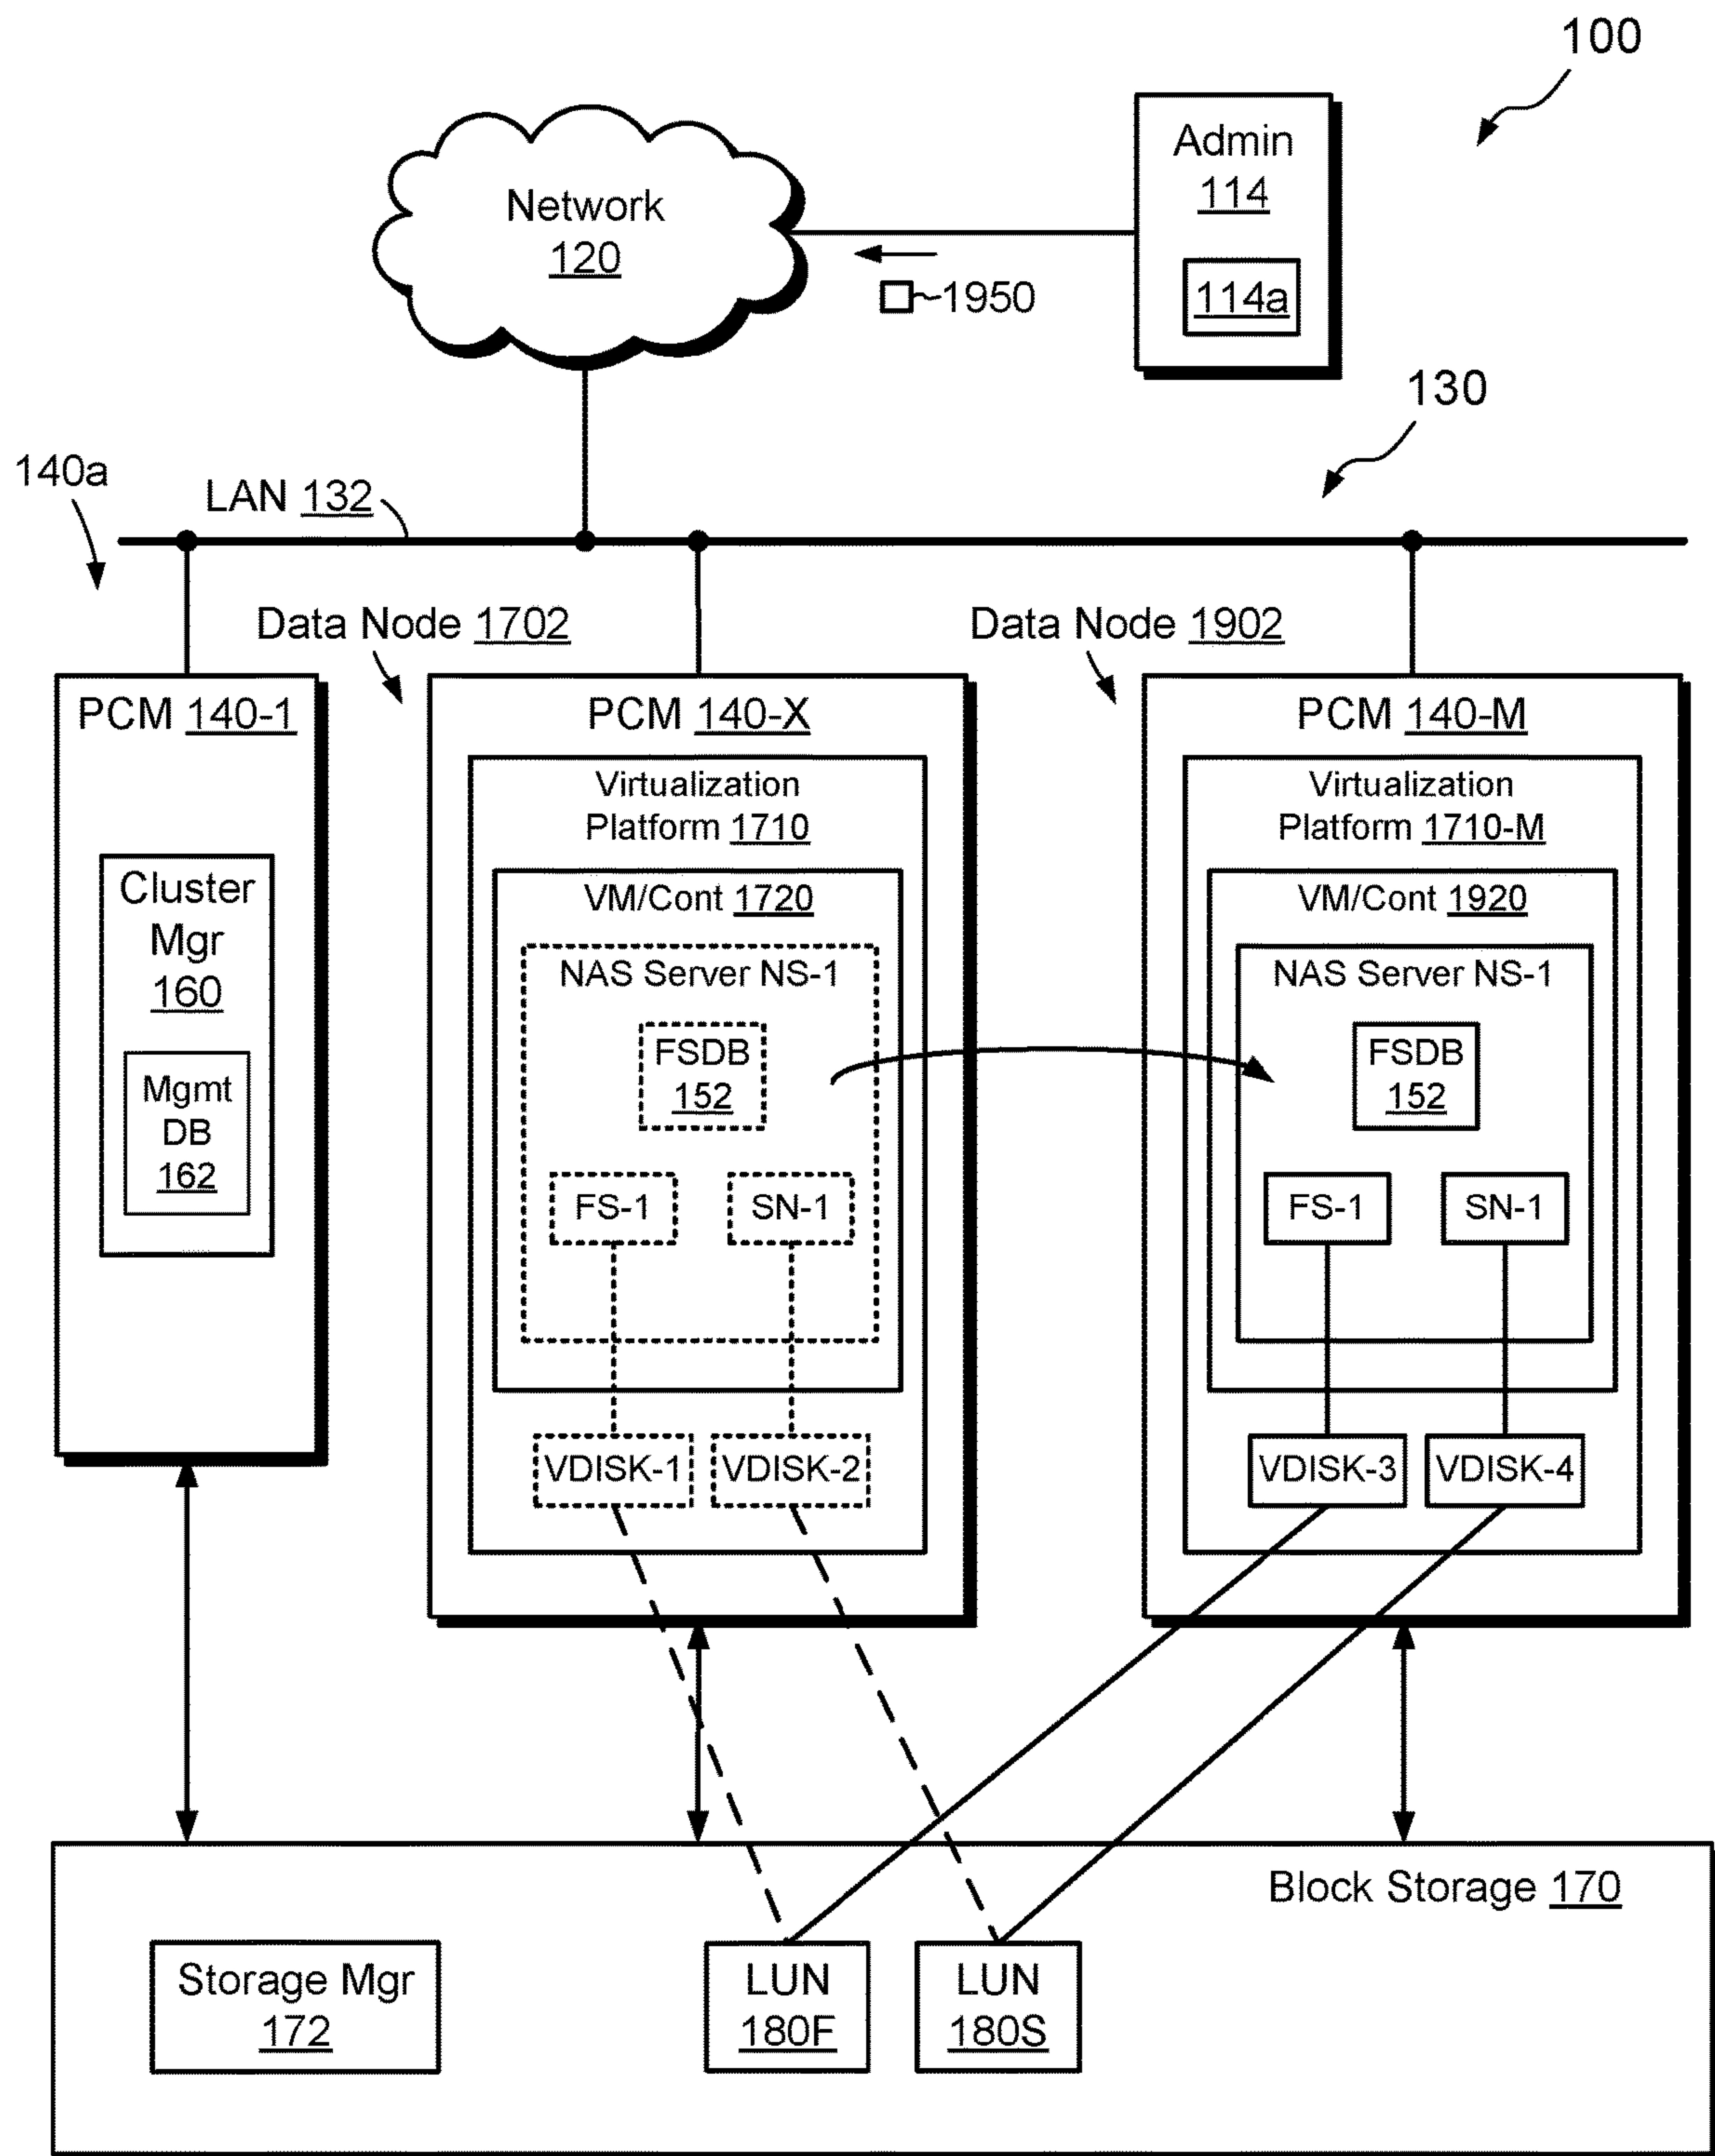 100
Admin
114
114a
Network
120
1950
130
140a
LAN 132
Data Node 1702
Data Node 1902
PCM 140-1
Cluster
Mgr
160
Mgmt
DB
162
PCM 140-X
Virtualization
Platform 1710
VM/Cont 1720
NAS Server NS-1
FSDB
152
FS-1
SN-1
VDISK-1
VDISK-2
PCM 140-M
Virtualization
Platform 1710-M
VM/Cont 1920
NAS Server NS-1
FSDB
152
FS-1
SN-1
VDISK-3
VDISK-4
Block Storage 170
Storage Mgr
172
LUN
180F
LUN
180S